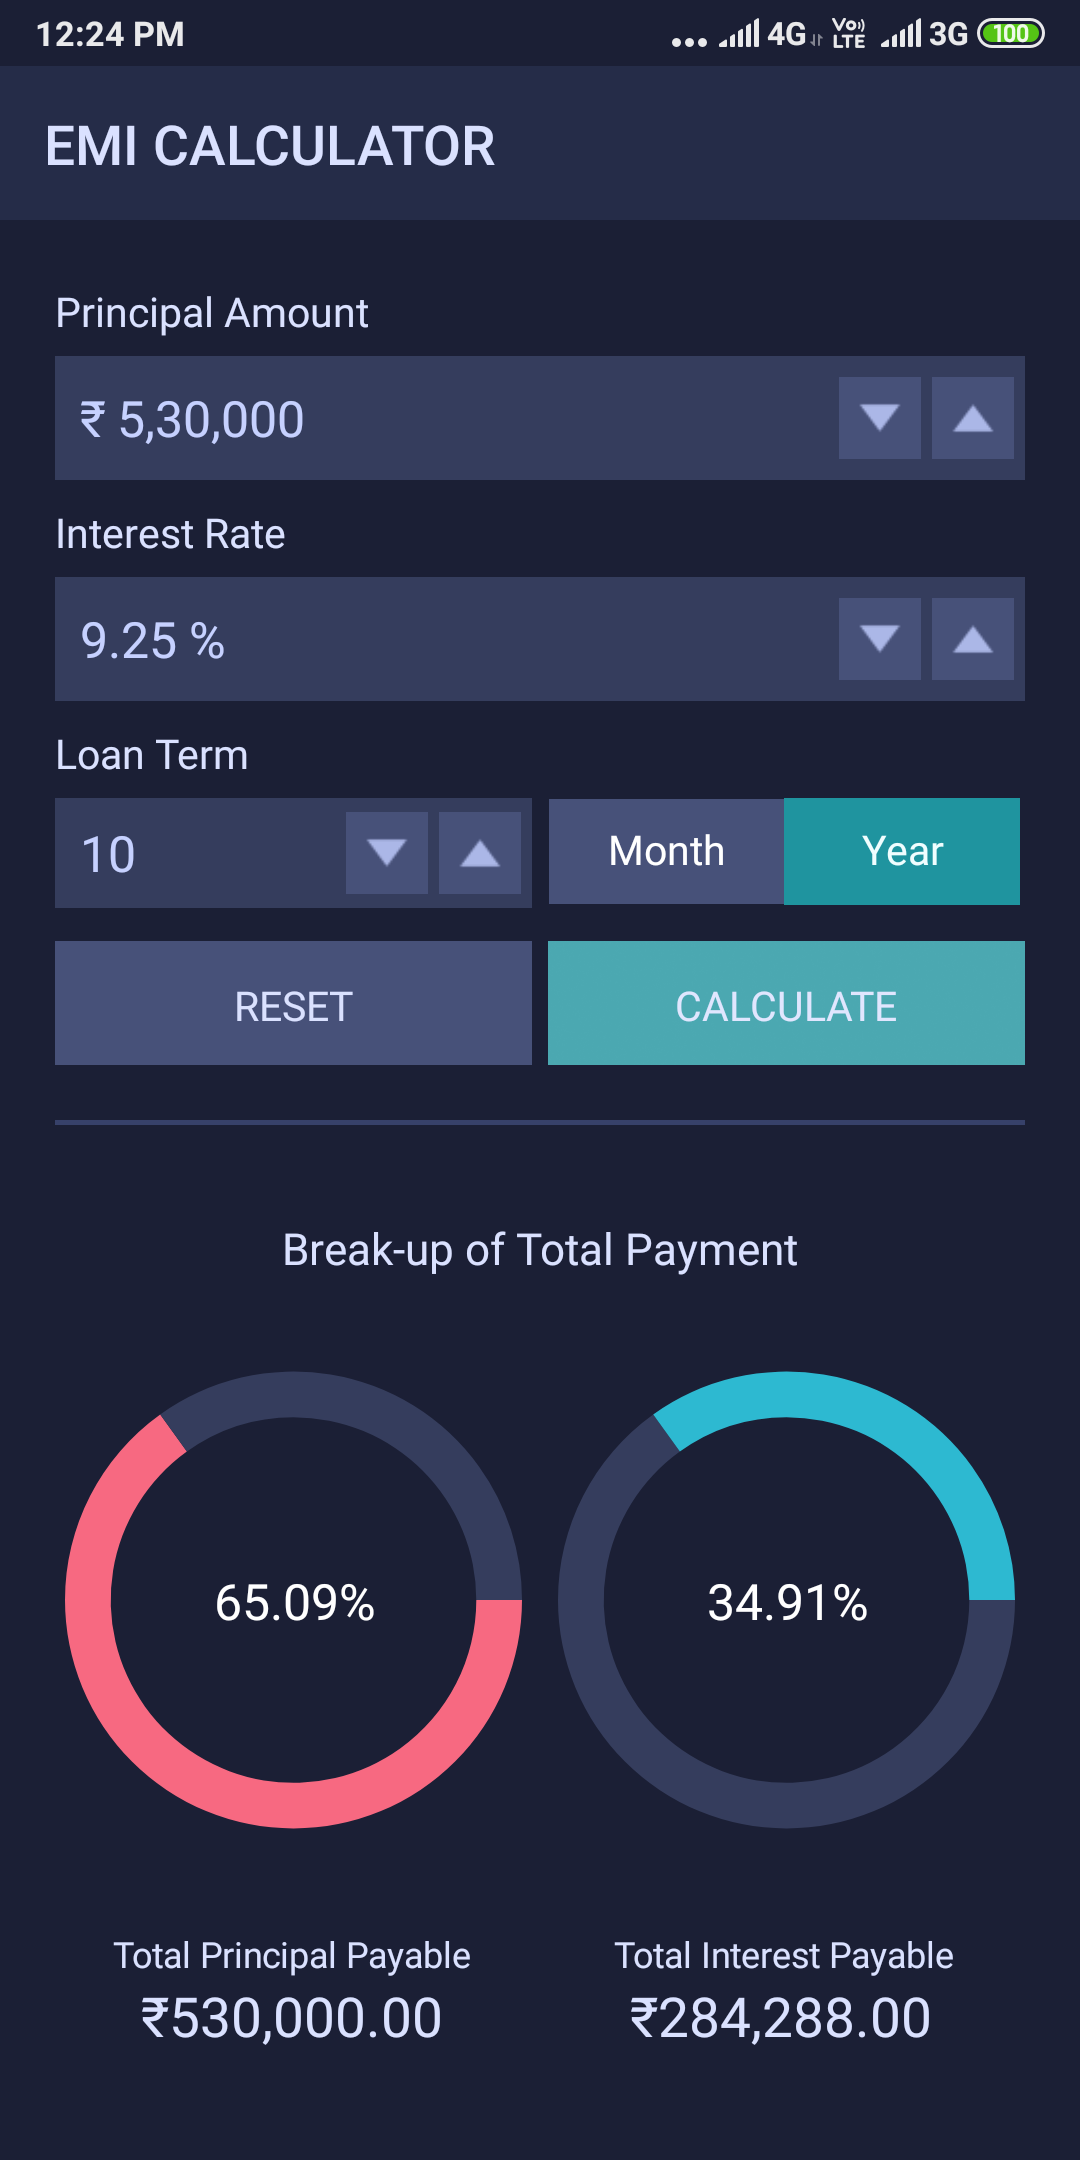 12:24 PM 4G Vo)) LTE 3G 100
EMI CALCULATOR
Principal Amount
₹ 5,30,000
Interest Rate
9.25 %
Loan Term
10 Month Year
RESET CALCULATE
Break-up of Total Payment
65.09% 34.91%
Total Principal Payable Total Interest Payable
₹530,000.00 ₹284,288.00